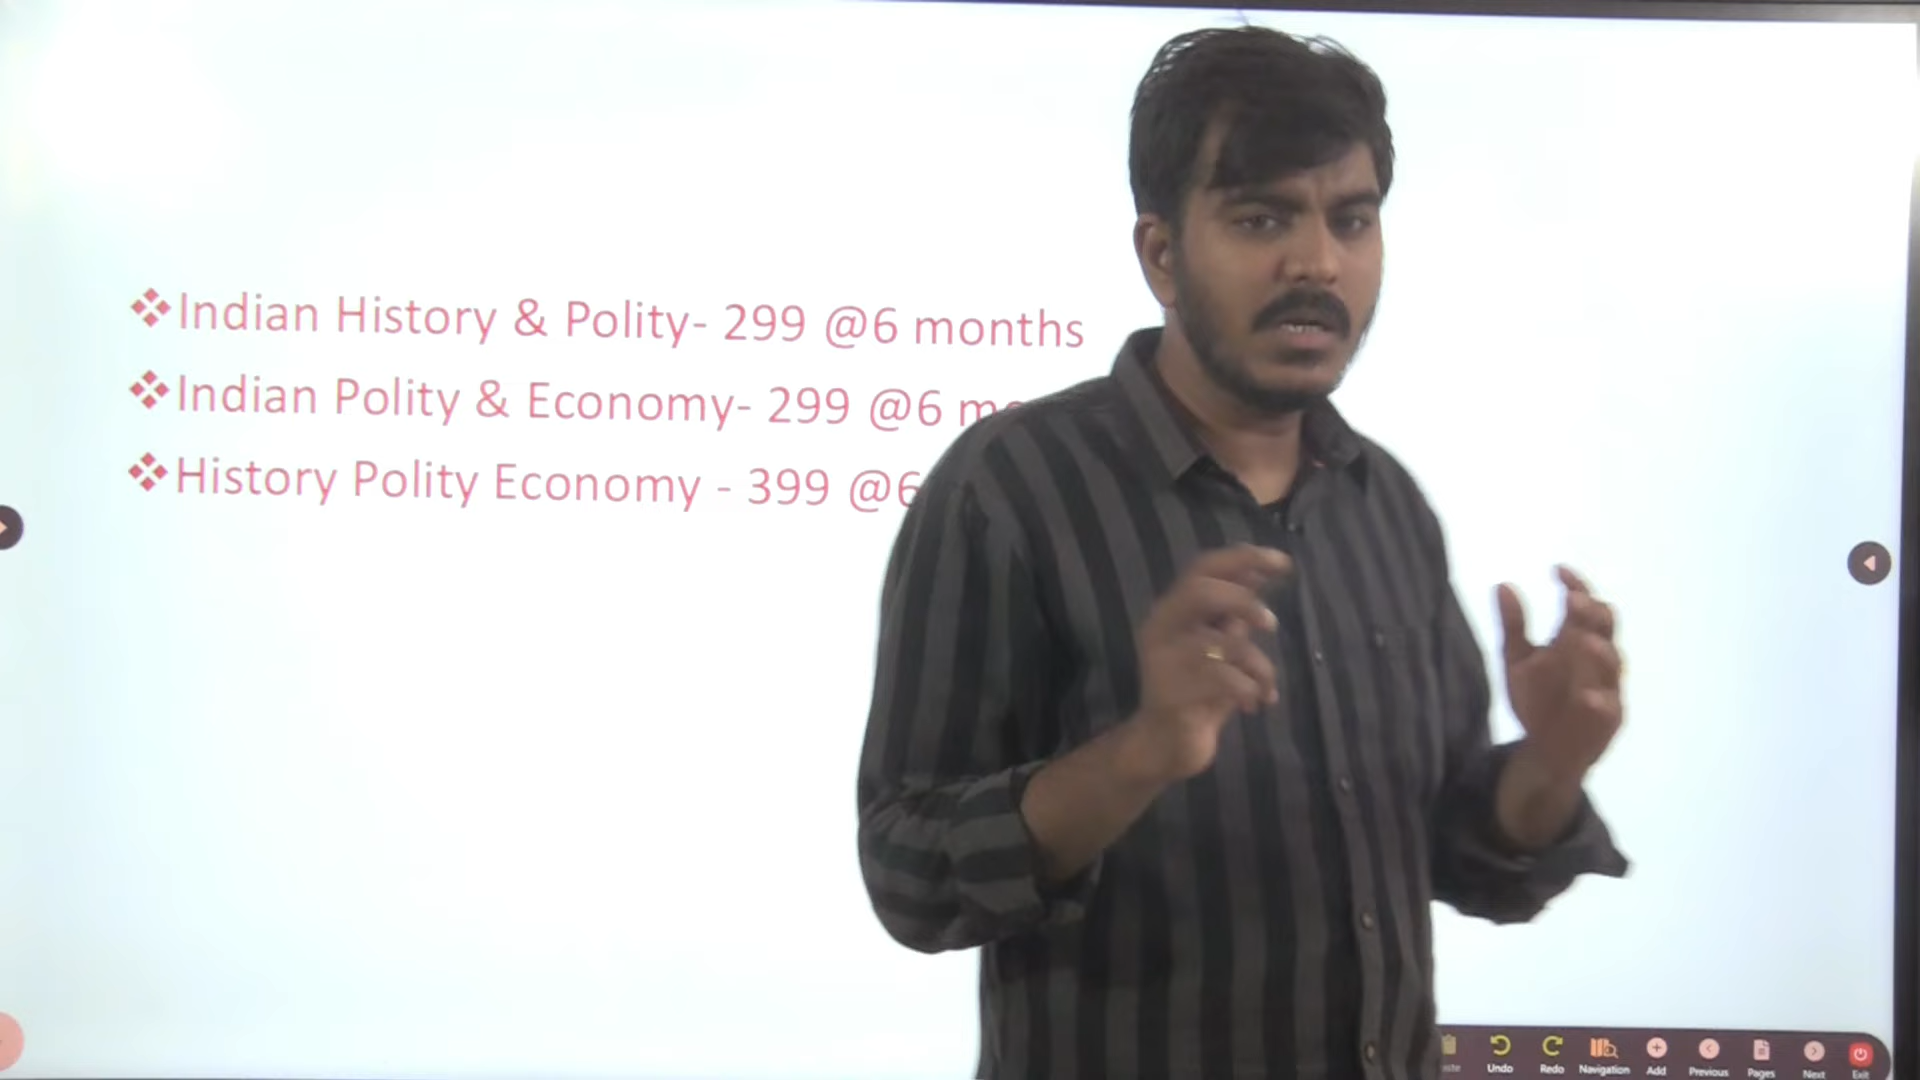 Indian History & Polity- 299 @6 months
Indian Polity & Economy- 299 @6
History Polity Economy - 399 @6
Undo Redo Navigation Add Previous Pages Next Exit